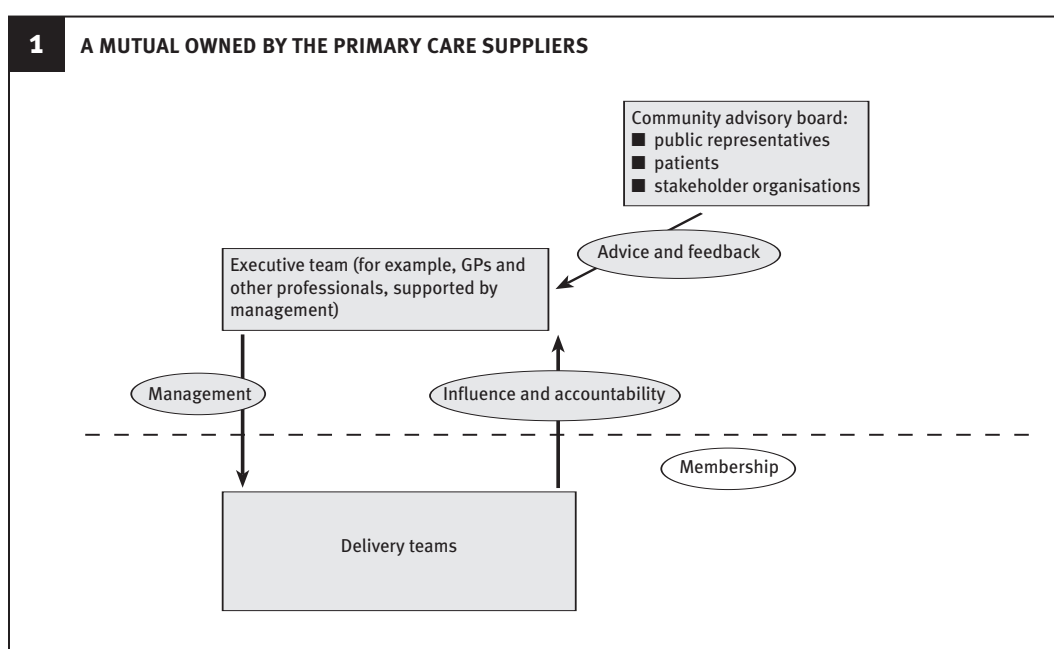 1 A MUTUAL OWNED BY THE PRIMARY CARE SUPPLIERS
Community advisory board:
■ public representatives
■ patients
■ stakeholder organisations
Advice and feedback
Executive team (for example, GPs and
other professionals, supported by
management)
Management
Influence and accountability
Membership
Delivery teams